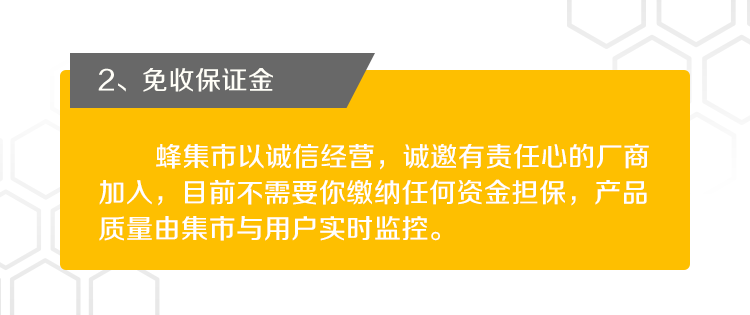 2、免收保证金
蜂集市以诚信经营，诚邀有责任心的厂商
加入，目前不需要你缴纳任何资金担保，产品
质量由集市与用户实时监控。